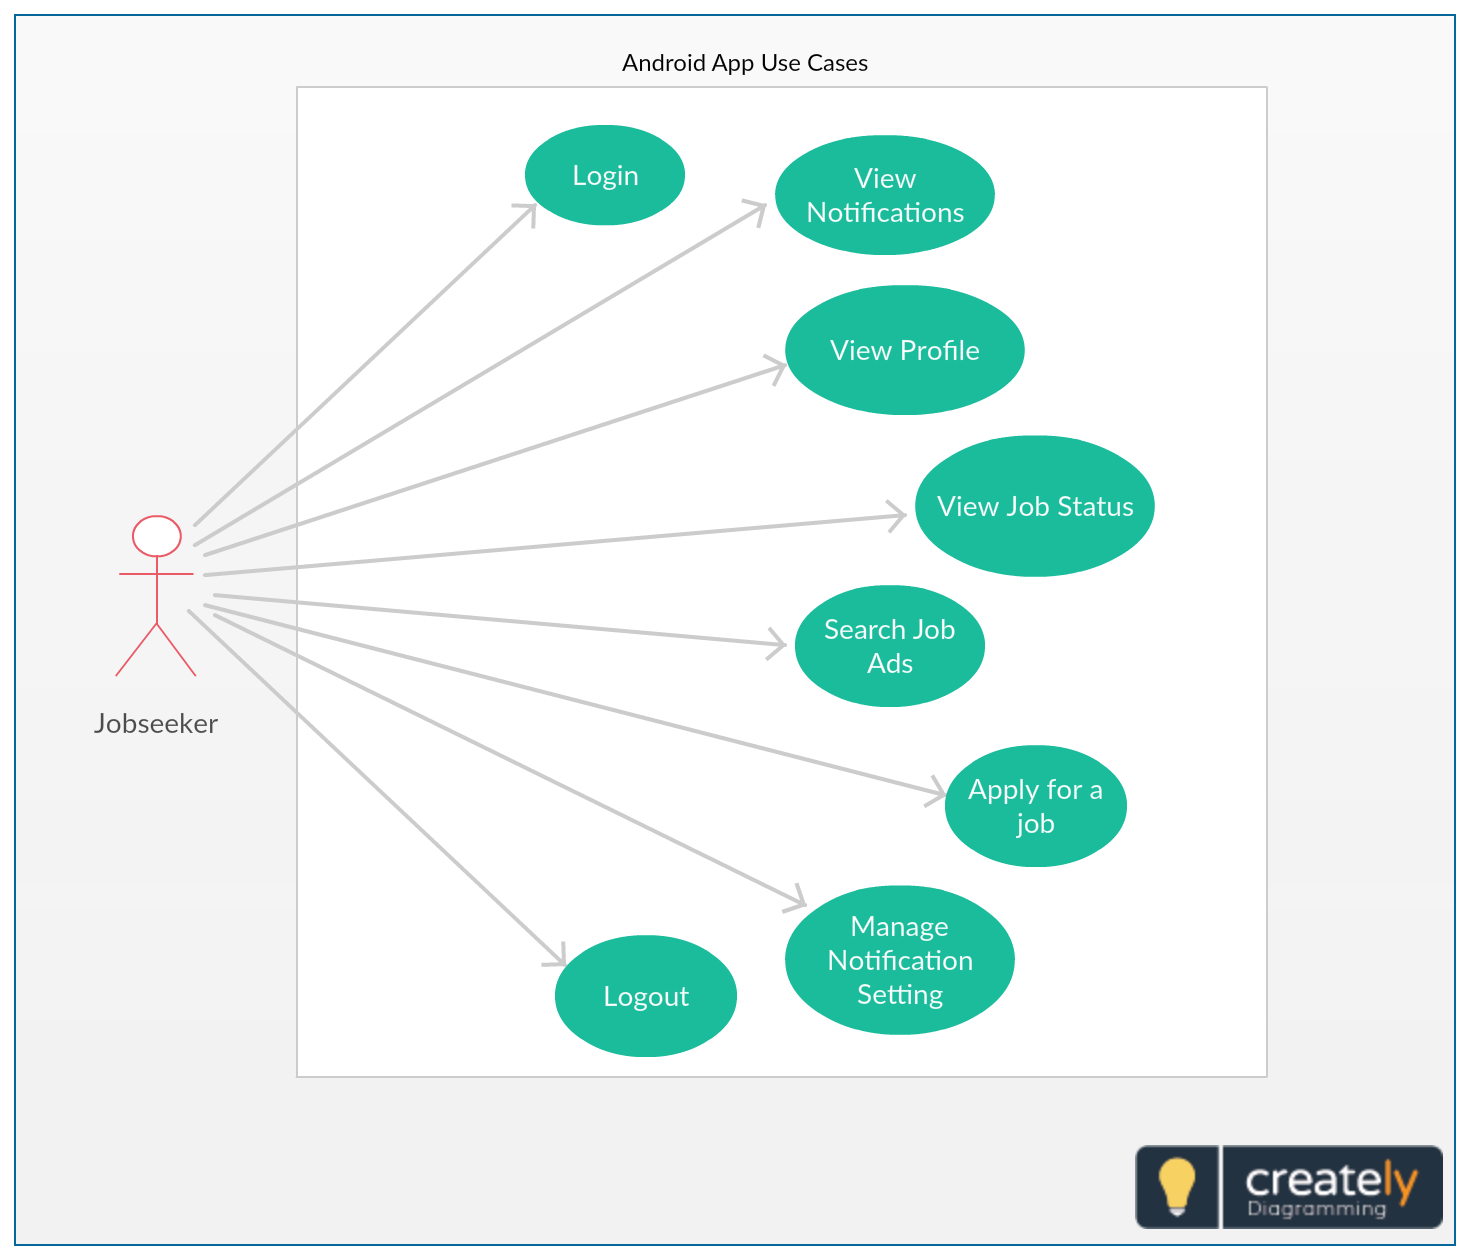 Android App Use Cases
Login
View
Notifications
View Profile
View Job Status
Search Job
Ads
Jobseeker
Apply for a
job
Manage
Notification
Setting
Logout
creately
Diagramming